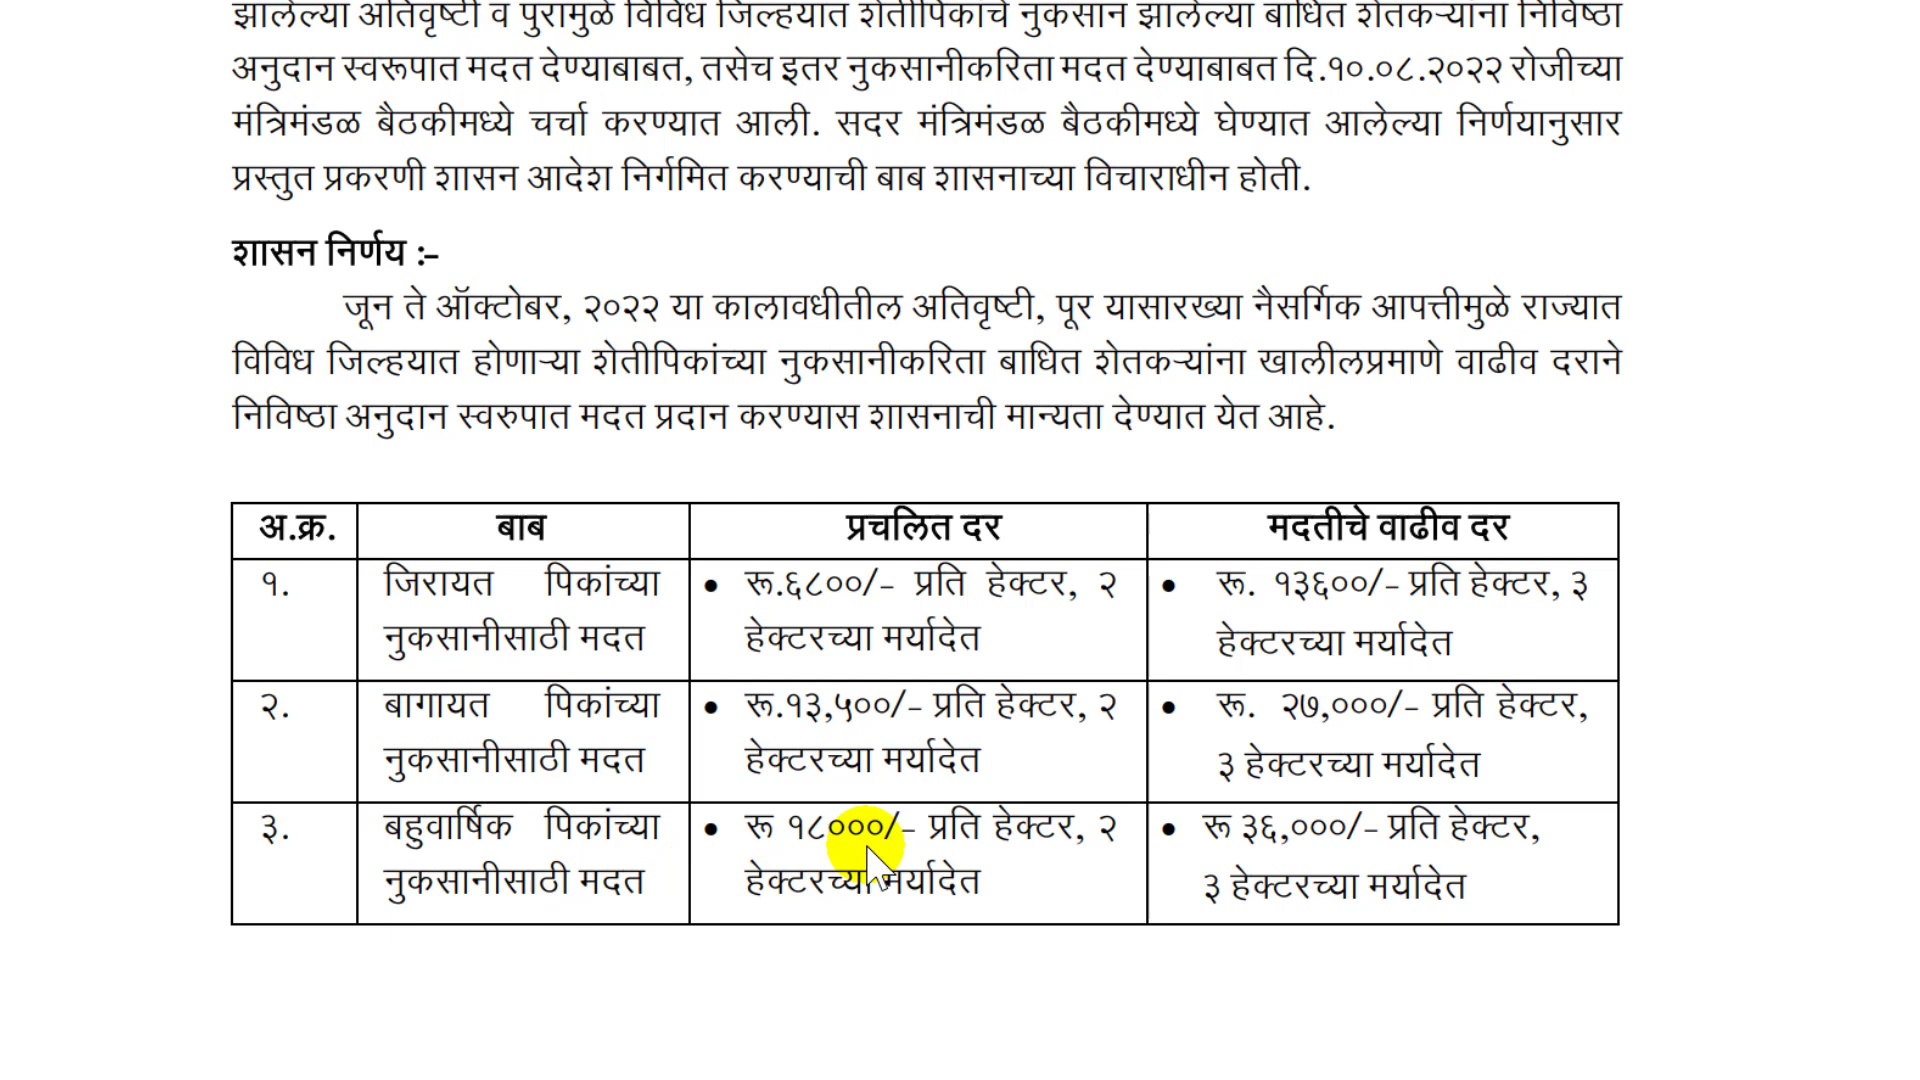 झालेल्या अतिवृष्टी व पुरामुळे विविध जिल्हयात शेतीपिकांचे नुकसान झालेल्या बाधित शेतकऱ्यांना निविष्ठा
अनुदान स्वरूपात मदत देण्याबाबत, तसेच इतर नुकसानीकरिता मदत देण्याबाबत दि.१०.०८.२०२२ रोजीच्या
मंत्रिमंडळ बैठकीमध्ये चर्चा करण्यात आली. सदर मंत्रिमंडळ बैठकीमध्ये घेण्यात आलेल्या निर्णयानुसार
प्रस्तुत प्रकरणी शासन आदेश निर्गमित करण्याची बाब शासनाच्या विचाराधीन होती.
शासन निर्णय :-
जून ते ऑक्टोबर, २०२२ या कालावधीतील अतिवृष्टी, पूर यासारख्या नैसर्गिक आपत्तीमुळे राज्यात
विविध जिल्हयात होणाऱ्या शेतीपिकांच्या नुकसानीकरिता बाधित शेतकऱ्यांना खालीलप्रमाणे वाढीव दराने
निविष्ठा अनुदान स्वरुपात मदत प्रदान करण्यास शासनाची मान्यता देण्यात येत आहे.
अ.क्र. बाब प्रचलित दर मदतीचे वाढीव दर
१. जिरायत पिकांच्या • रू.६८००/- प्रति हेक्टर, २ • रू. १३६००/- प्रति हेक्टर, ३
नुकसानीसाठी मदत हेक्टरच्या मर्यादेत हेक्टरच्या मर्यादेत
२. बागायत पिकांच्या • रू.१३,५००/- प्रति हेक्टर, २ • रू. २७,०००/- प्रति हेक्टर,
नुकसानीसाठी मदत हेक्टरच्या मर्यादेत ३ हेक्टरच्या मर्यादेत
३. बहुवार्षिक पिकांच्या • रू १८०००/- प्रति हेक्टर, २ • रू ३६,०००/- प्रति हेक्टर,
नुकसानीसाठी मदत हेक्टरच्या मर्यादेत ३ हेक्टरच्या मर्यादेत